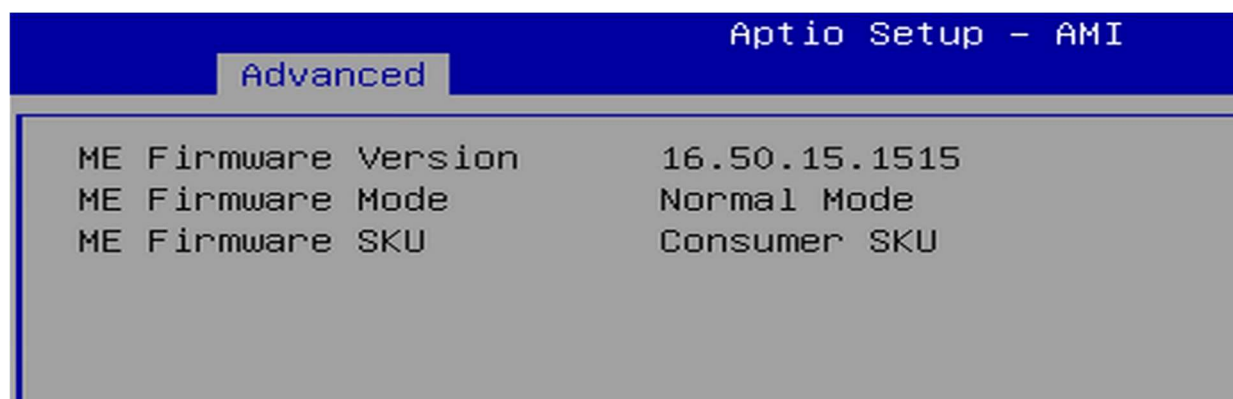 Aptio Setup – AMI
Advanced
ME Firmware Version 16.50.15.1515
ME Firmware Mode Normal Mode
ME Firmware SKU Consumer SKU